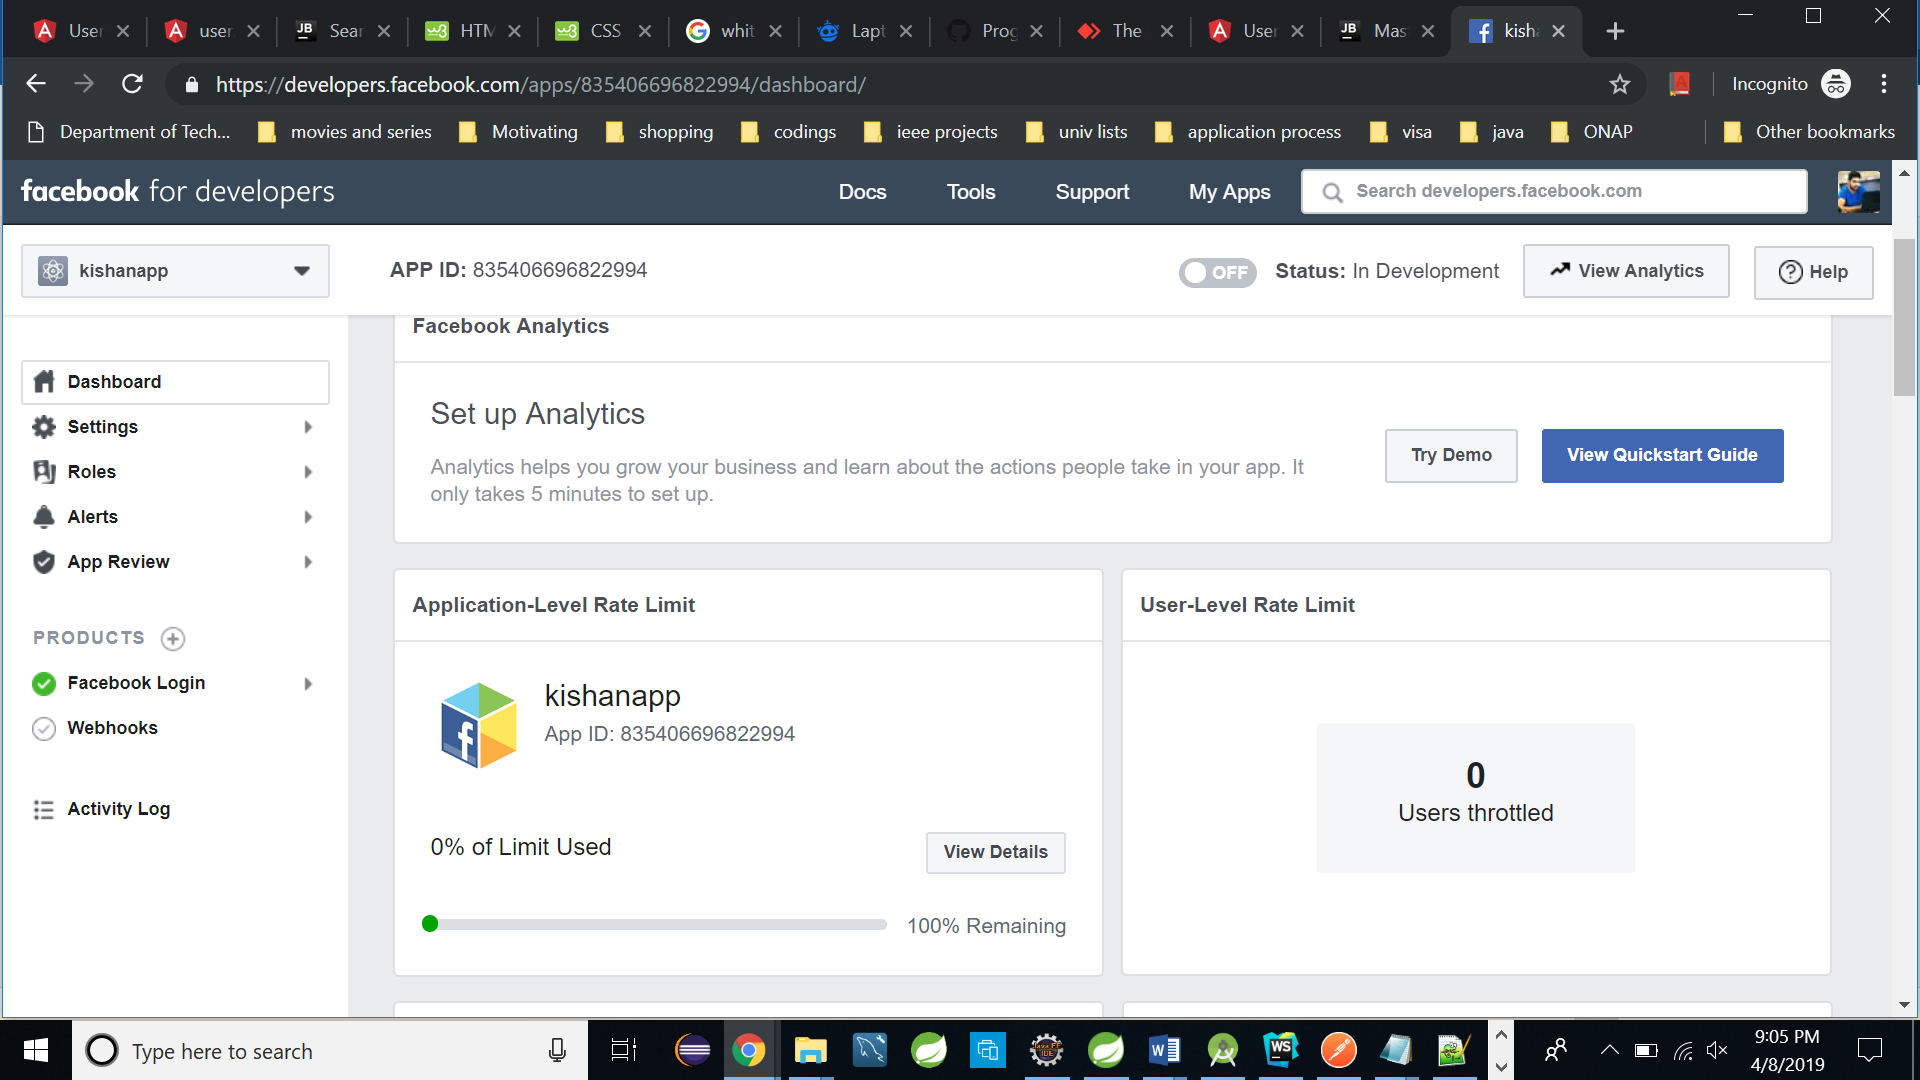 User
user
JB
Sear
HTM
CSS
whit
Lapt
Prog
The
User
JB
Mas
kish
https://developers.facebook.com/apps/835406696822994/dashboard/
Incognito
Department of Tech...
movies and series
Motivating
shopping
codings
ieee projects
univ lists
application process
visa
java
ONAP
Other bookmarks
facebook for developers
Docs
Tools
Support
My Apps
Search developers.facebook.com
kishanapp
APP ID: 835406696822994
OFF
Status: In Development
View Analytics
Help
Facebook Analytics
Dashboard
Settings
Roles
Alerts
App Review
PRODUCTS
Facebook Login
Webhooks
Activity Log
Set up Analytics
Analytics helps you grow your business and learn about the actions people take in your app. It
only takes 5 minutes to set up.
Try Demo
View Quickstart Guide
Application-Level Rate Limit
kishanapp
App ID: 835406696822994
0% of Limit Used
View Details
100% Remaining
User-Level Rate Limit
0
Users throttled
Type here to search
Java EE
IDE
WS
9:05 PM
4/8/2019